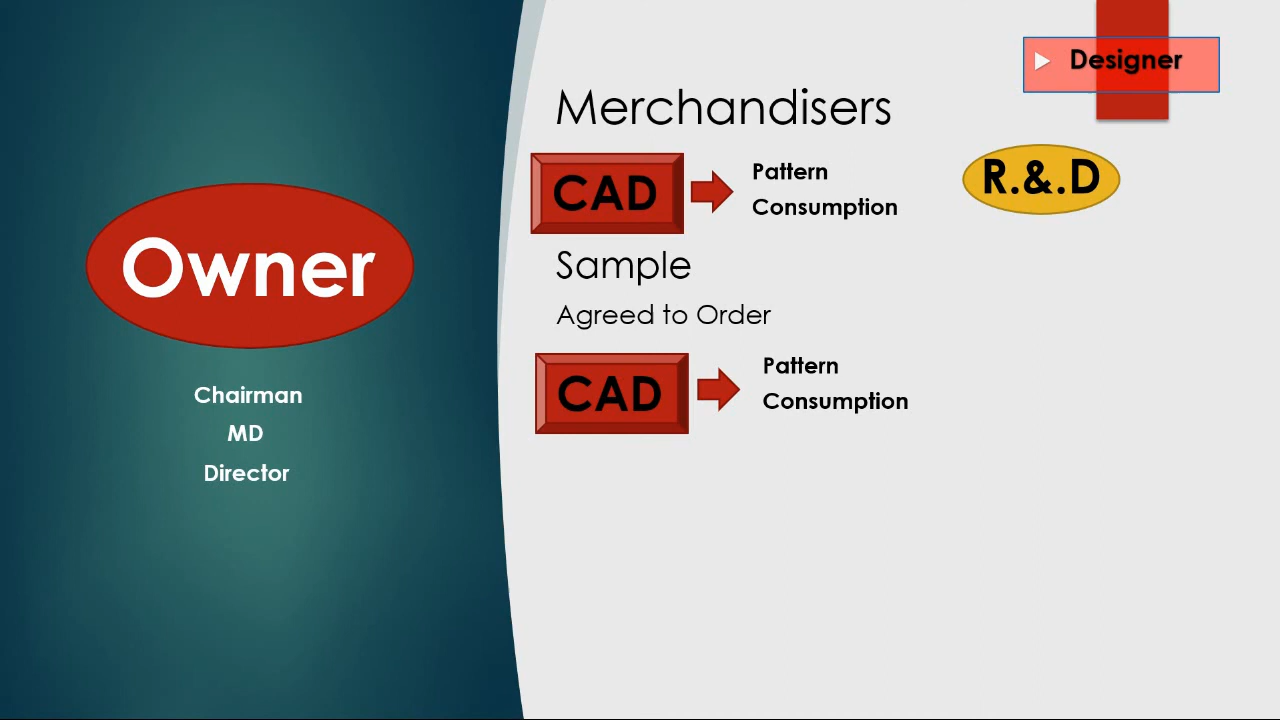 Owner
Chairman
MD
Director
Designer
Merchandisers
CAD
Pattern
Consumption
R.&.D
Sample
Agreed to Order
CAD
Pattern
Consumption